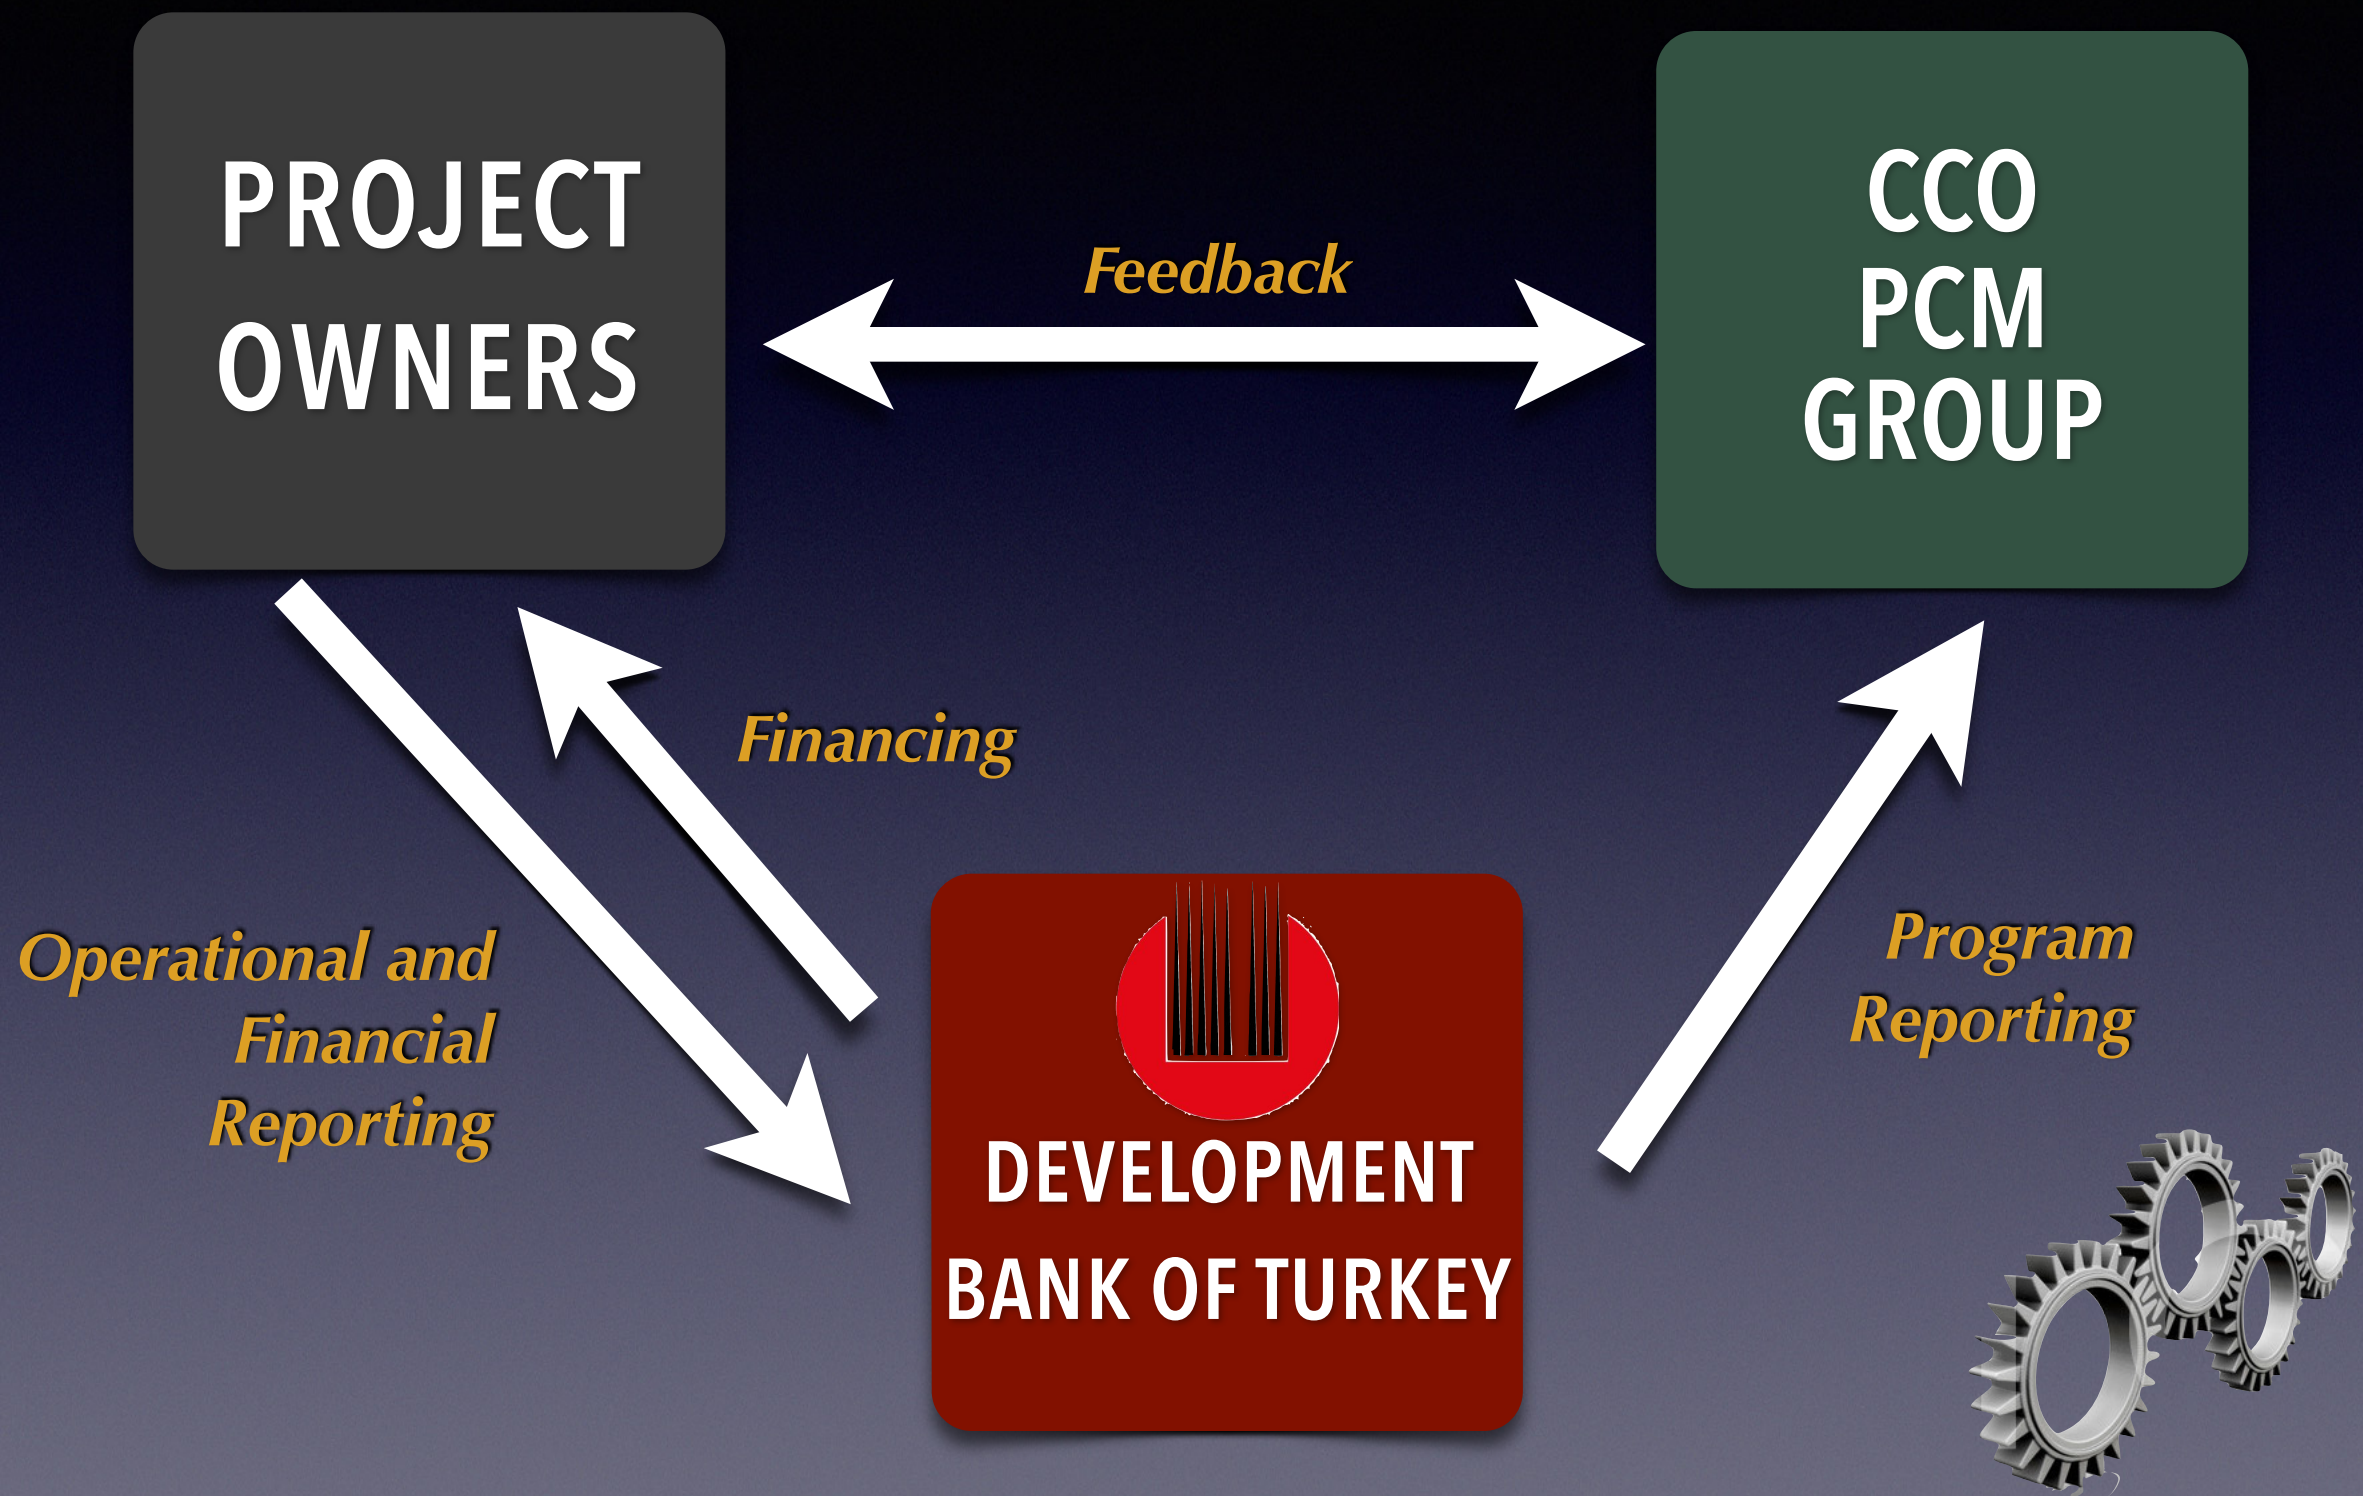 PROJECT
OWNERS
Feedback
CCO
PCM
GROUP
Financing
Operational and
Financial
Reporting
Program
Reporting
DEVELOPMENT
BANK OF TURKEY